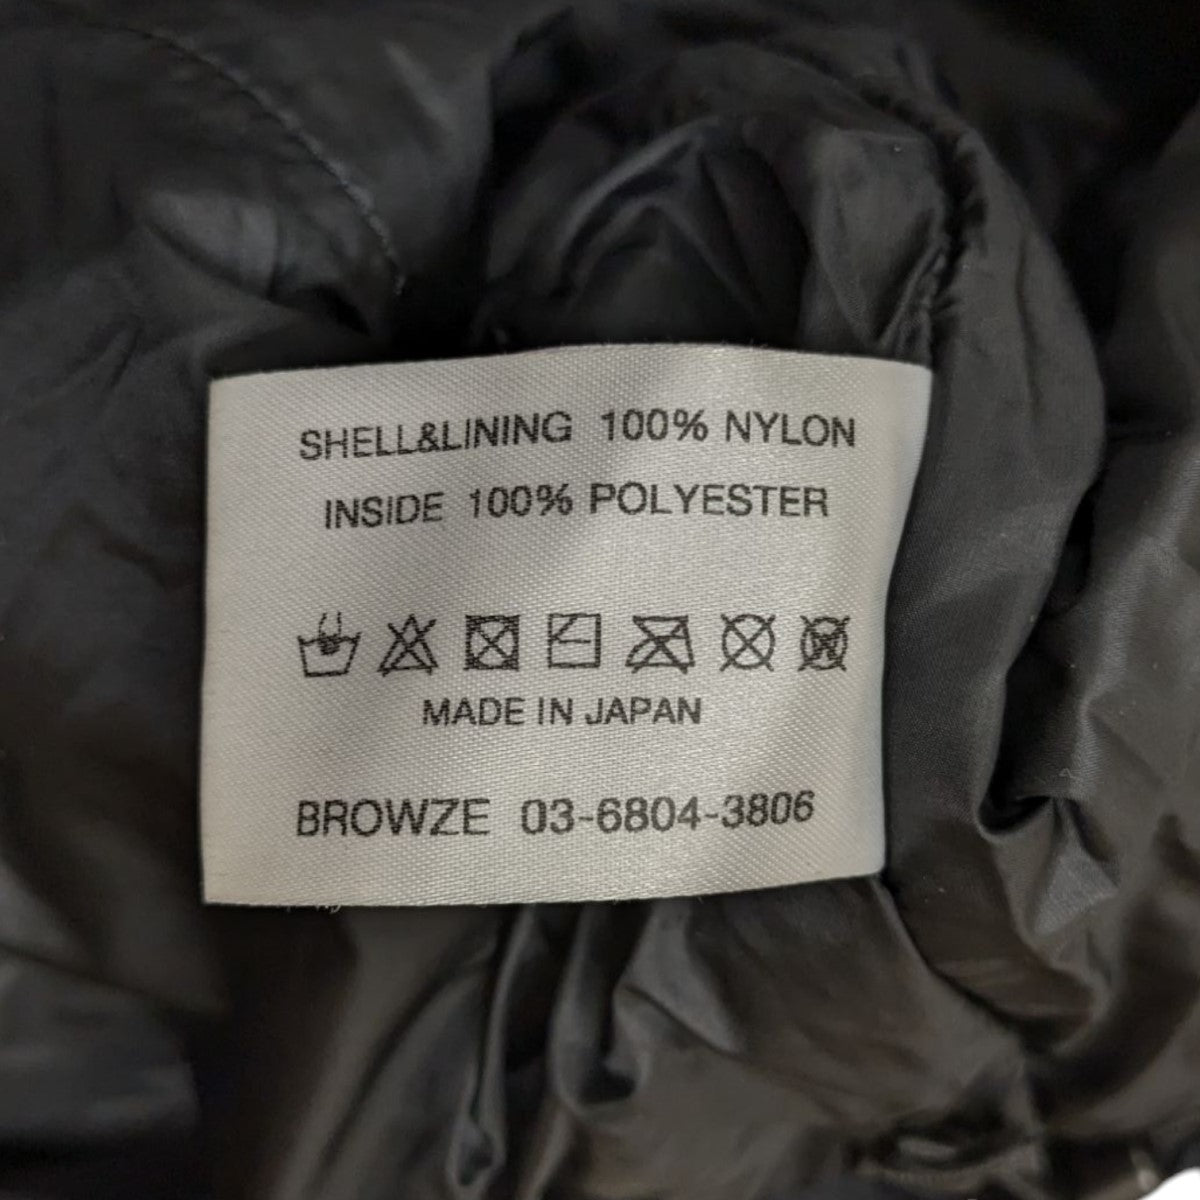 SHELL&LINING 100% NYLON
INSIDE 100% POLYESTER
MADE IN JAPAN
BROWZE 03-6804-3806